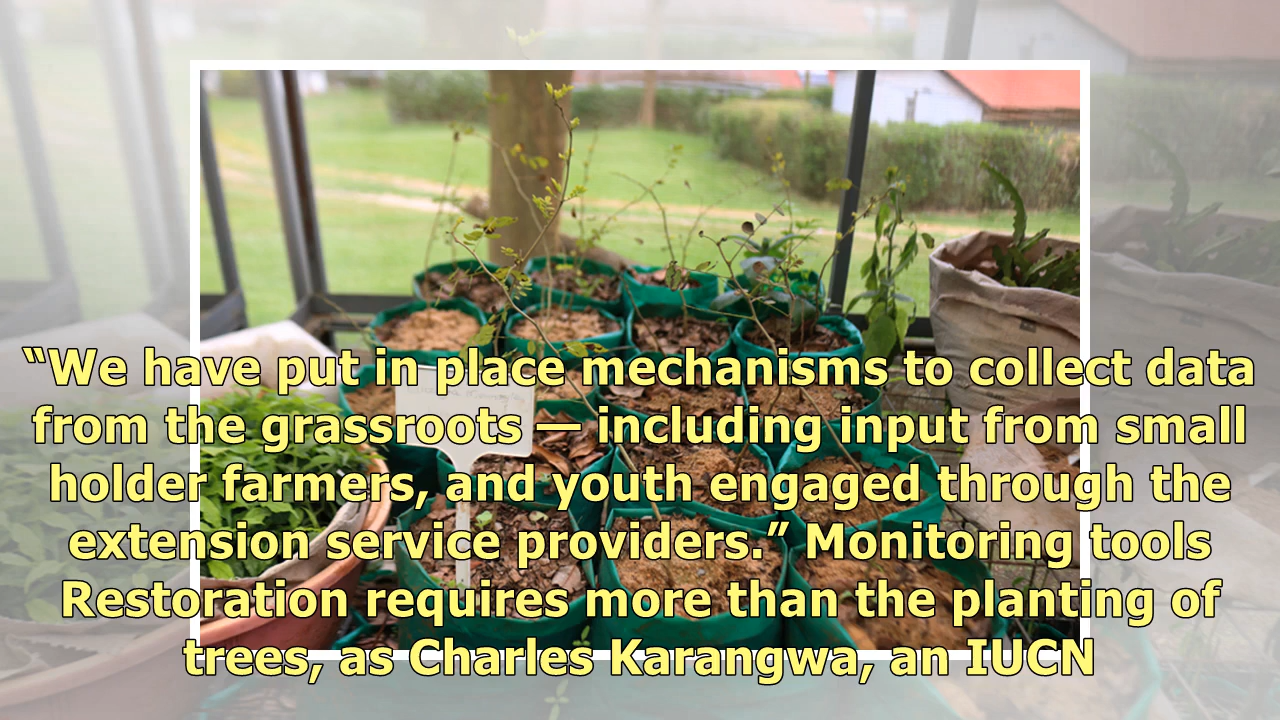 “We have put in place mechanisms to collect data
from the grassroots — including input from small
holder farmers, and youth engaged through the
extension service providers.” Monitoring tools
Restoration requires more than the planting of
trees, as Charles Karangwa, an IUCN